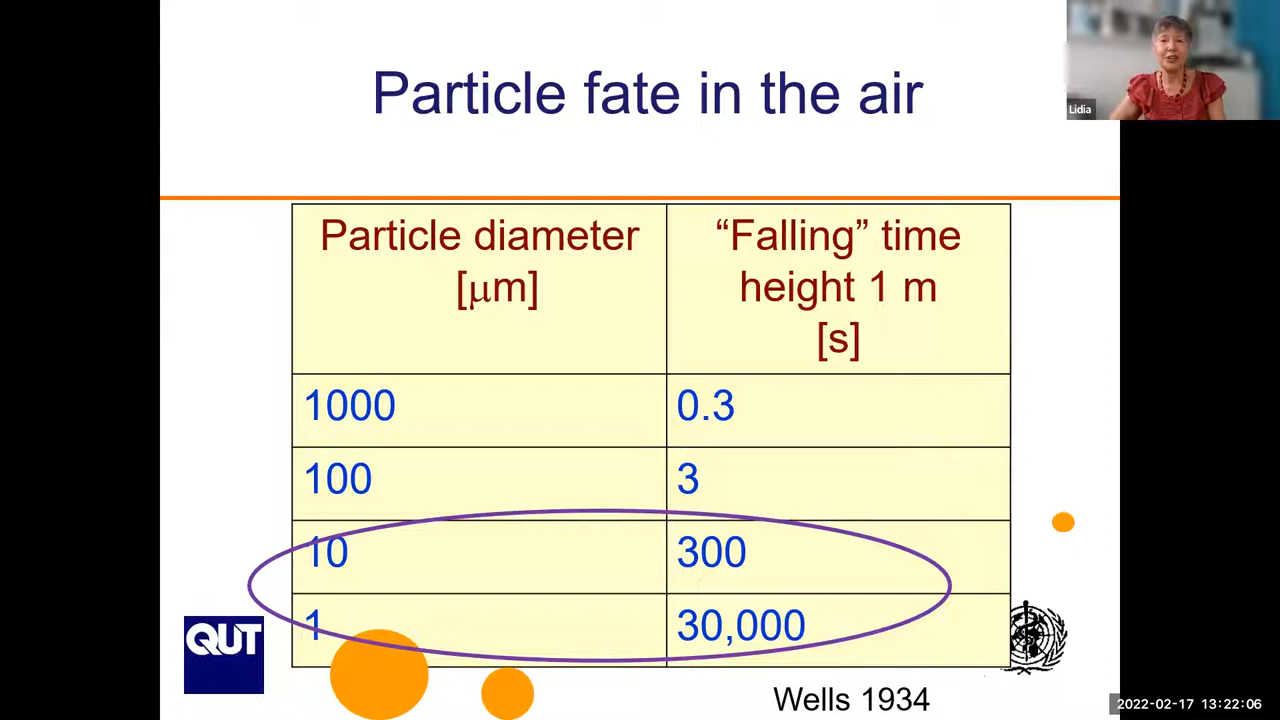 Particle fate in the air
Lidia
Particle diameter
[μm]
“Falling” time
height 1 m
[s]
1000
0.3
100
3
10
300
1
30,000
QUT
Wells 1934
2022-02-17 13:22:06